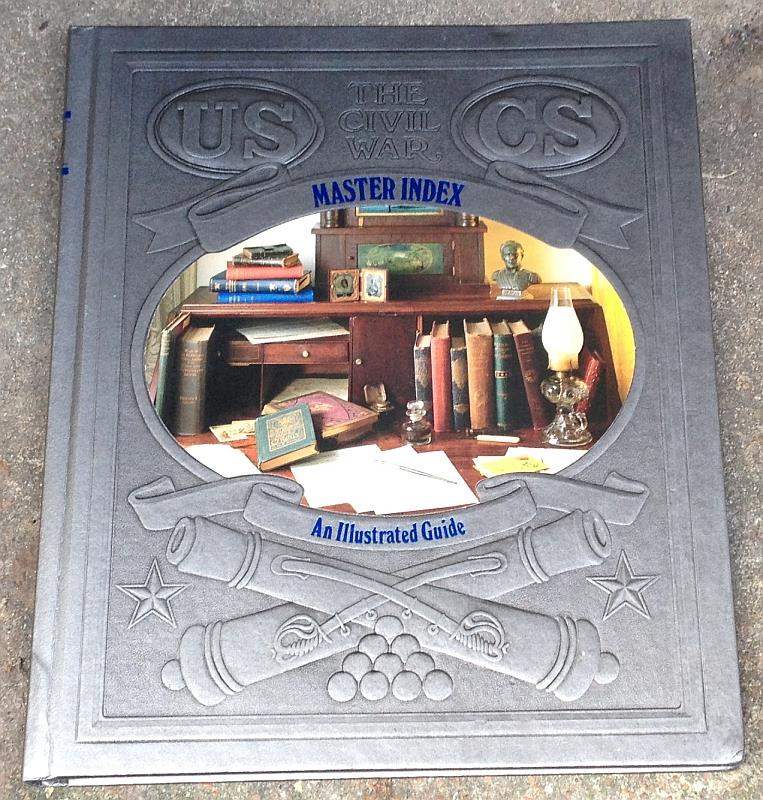 US
THE
CIVIL
WAR
CS
MASTER INDEX
An Illustrated Guide